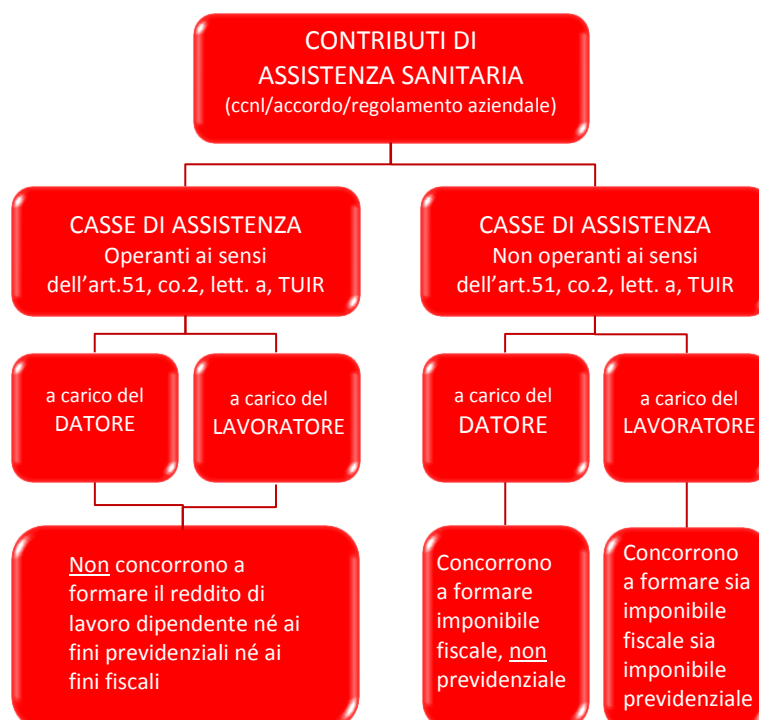 CONTRIBUTI DI
ASSISTENZA SANITARIA
(ccnl/accordo/regolamento aziendale)
CASSE DI ASSISTENZA
Operanti ai sensi
dell'art.51, co.2, lett. a, TUIR
CASSE DI ASSISTENZA
Non operanti ai sensi
dell'art.51, co.2, lett. a, TUIR
a carico del
DATORE
a carico del
LAVORATORE
a carico del
DATORE
a carico del
LAVORATORE
Non concorrono a
formare il reddito di
lavoro dipendente né ai
fini previdenziali né ai
fini fiscali
Concorrono
a formare
imponibile
fiscale, non
previdenziale
Concorrono
a formare sia
imponibile
fiscale sia
imponibile
previdenziale